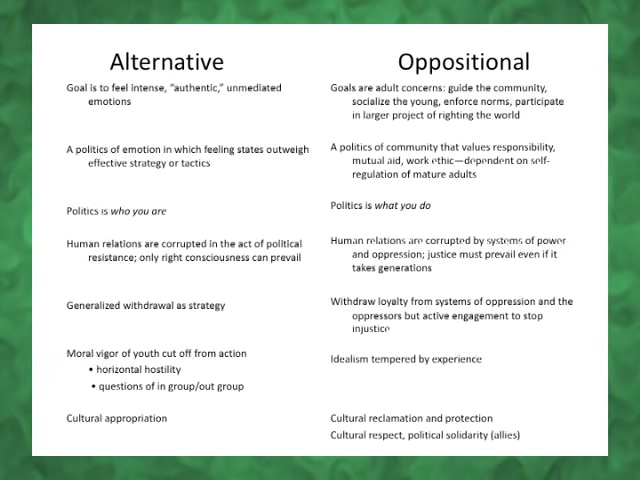 Alternative
Goal is to feel intense, “authentic,” unmediated
emotions
A politics of emotion in which feeling states outweigh
effective strategy or tactics
Politics is who you are
Human relations are corrupted in the act of political
resistance; only right consciousness can prevail
Generalized withdrawal as strategy
Moral vigor of youth cut off from action
• horizontal hostility
• questions of in group/out group
Cultural appropriation
Oppositional
Goals are adult concerns: guide the community,
socialize the young, enforce norms, participate
in larger project of righting the world
A politics of community that values responsibility,
mutual aid, work ethic—dependent on self-
regulation of mature adults
Politics is what you do
Human relations are corrupted by systems of power
and oppression; justice must prevail even if it
takes generations
Withdraw loyalty from systems of oppression and the
oppressors but active engagement to stop
injustice
Idealism tempered by experience
Cultural reclamation and protection
Cultural respect, political solidarity (allies)